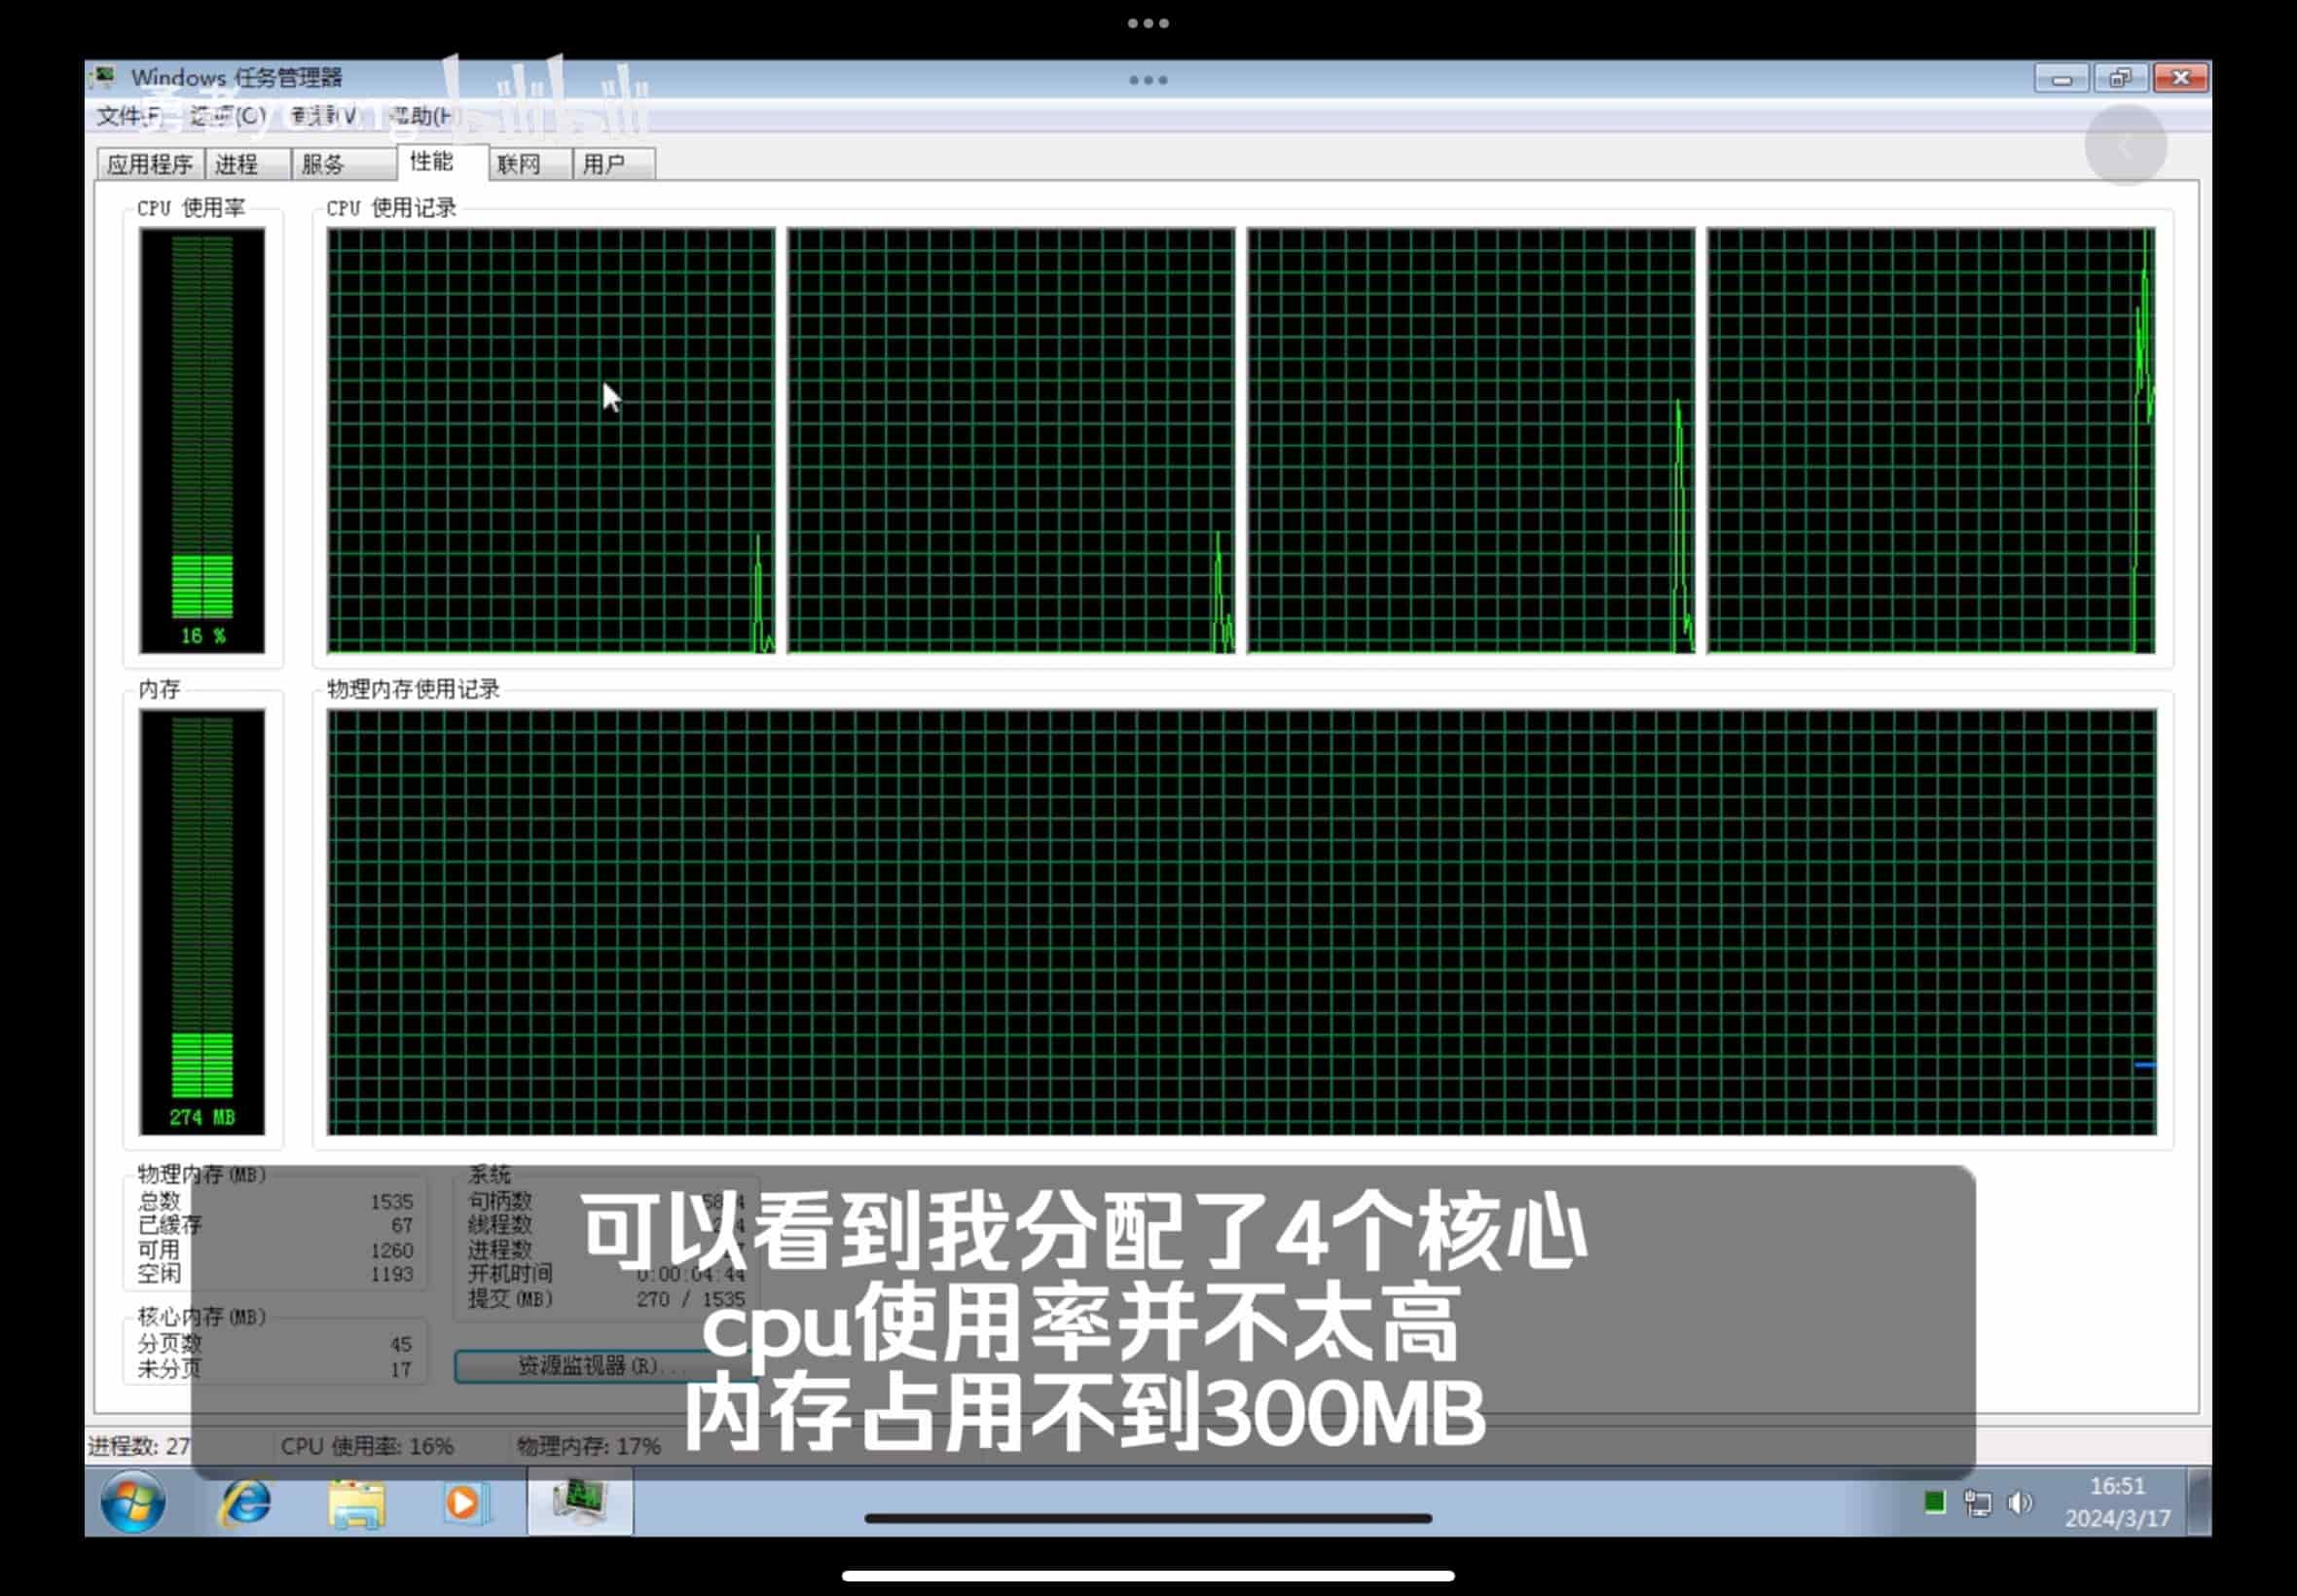 Windows 任务管理器
勇者young bilibili
文件(F) 选项(O) 查看(V) 帮助(H)
应用程序 进程 服务 性能 联网 用户
CPU 使用率 CPU 使用记录
16 %
内存 物理内存使用记录
274 MB
物理内存(MB)
总数 1535
已缓存 67
可用 1260
空闲 1193
核心内存(MB)
分页数 45
未分页 17
系统
句柄数
线程数
进程数
开机时间 0:00:04:44
提交(MB) 270 / 1535
资源监视器(R)...
可以看到我分配了4个核心
cpu使用率并不太高
内存占用不到300MB
进程数: 27 CPU 使用率: 16% 物理内存: 17%
16:51
2024/3/17